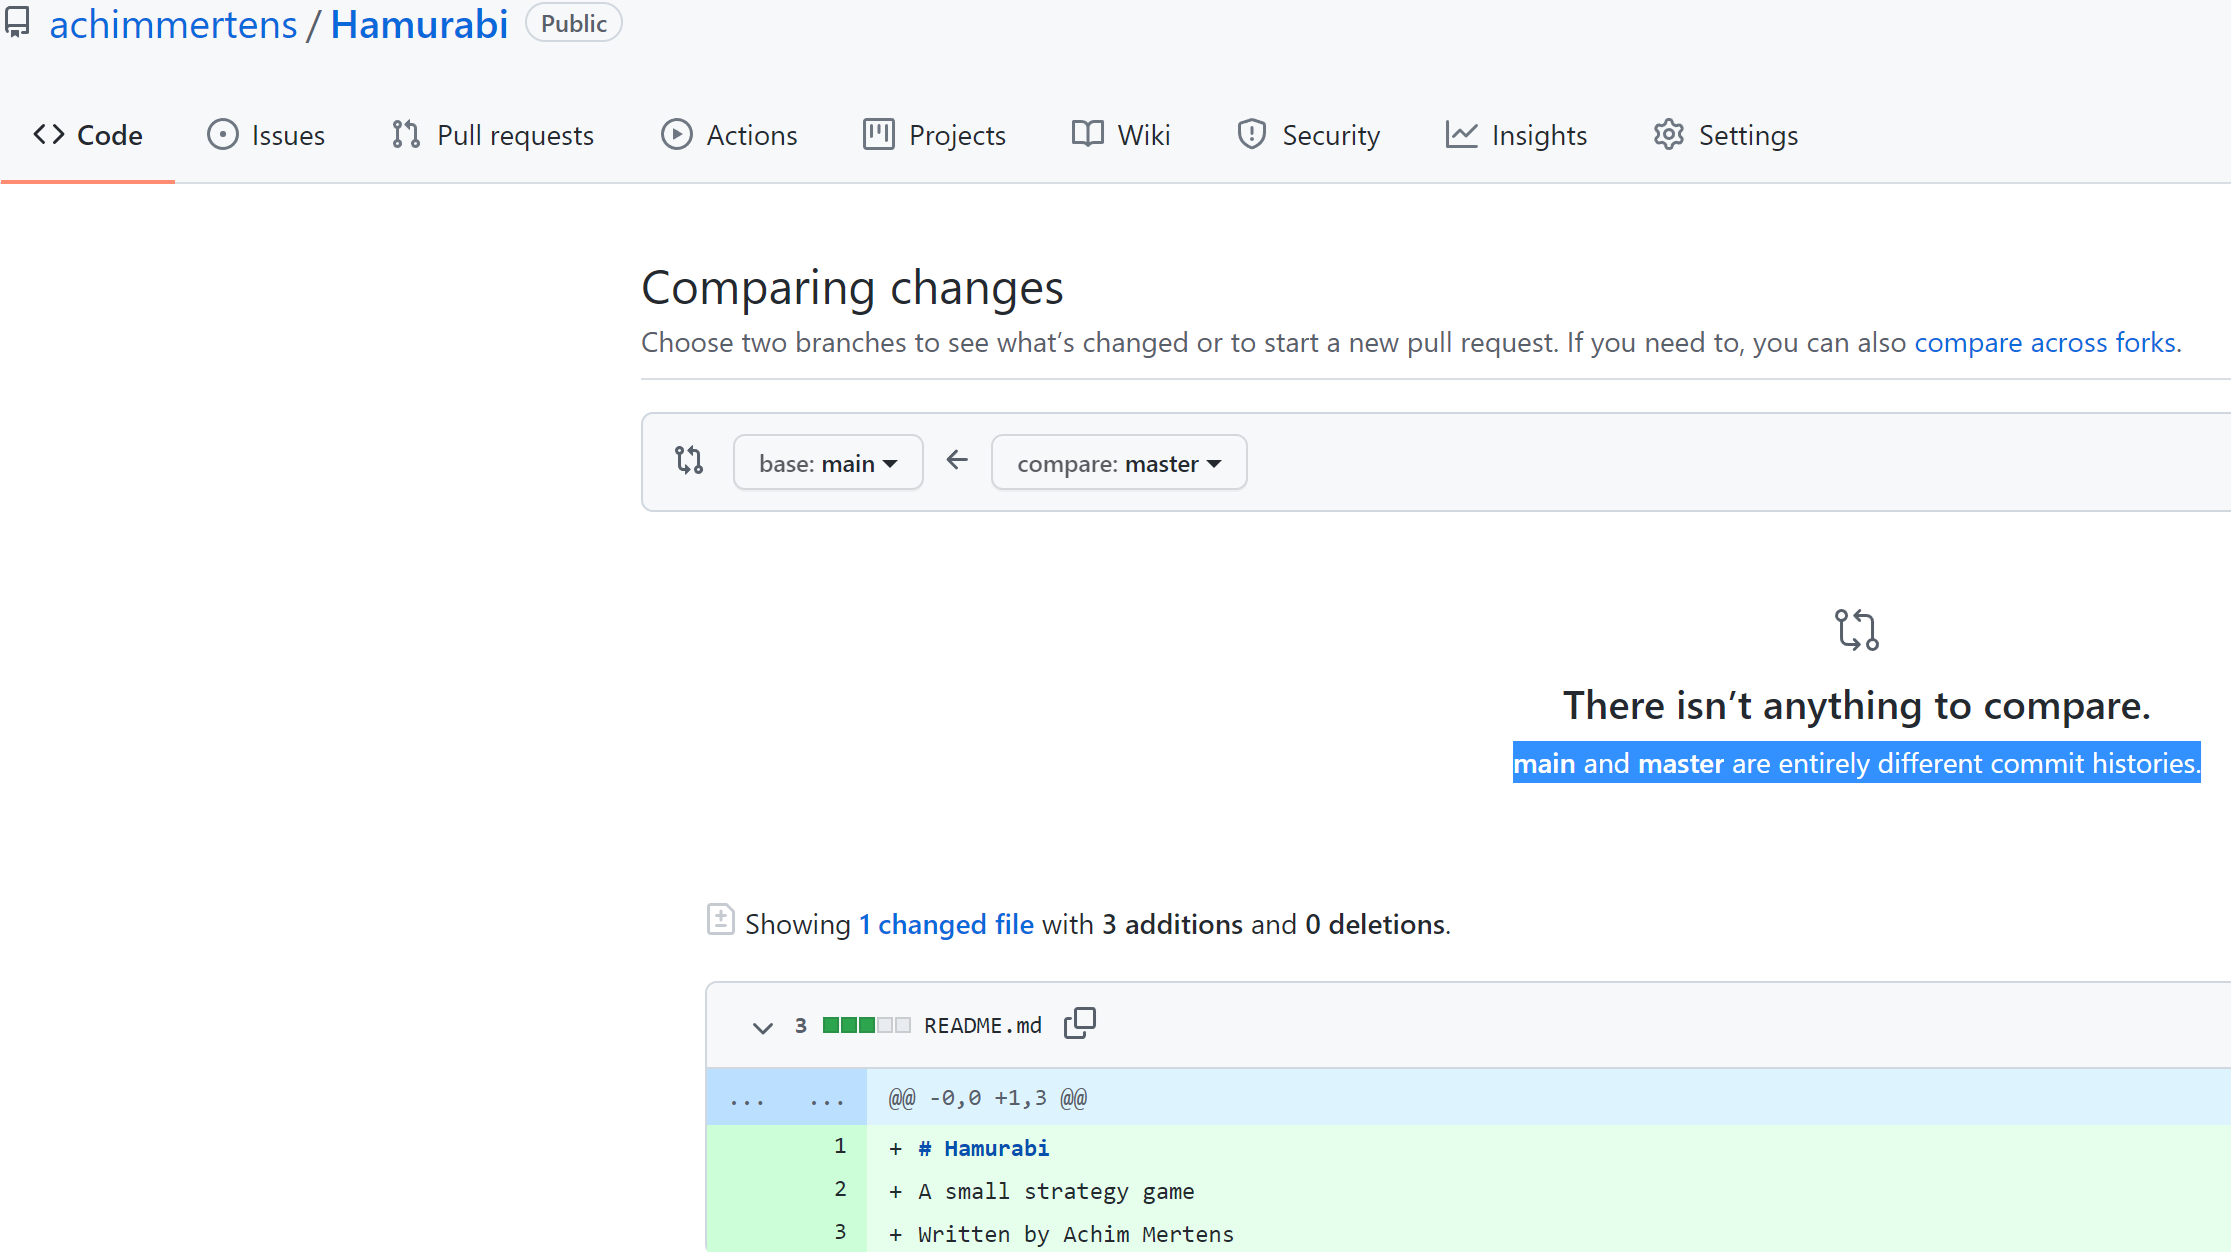 achimmertens / Hamurabi Public
Code Issues Pull requests Actions Projects Wiki Security Insights Settings
Comparing changes
Choose two branches to see what’s changed or to start a new pull request. If you need to, you can also compare across forks.
base: main compare: master
There isn’t anything to compare.
main and master are entirely different commit histories.
Showing 1 changed file with 3 additions and 0 deletions.
3 README.md
... ... @@ -0,0 +1,3 @@
1 + # Hamurabi
2 + A small strategy game
3 + Written by Achim Mertens